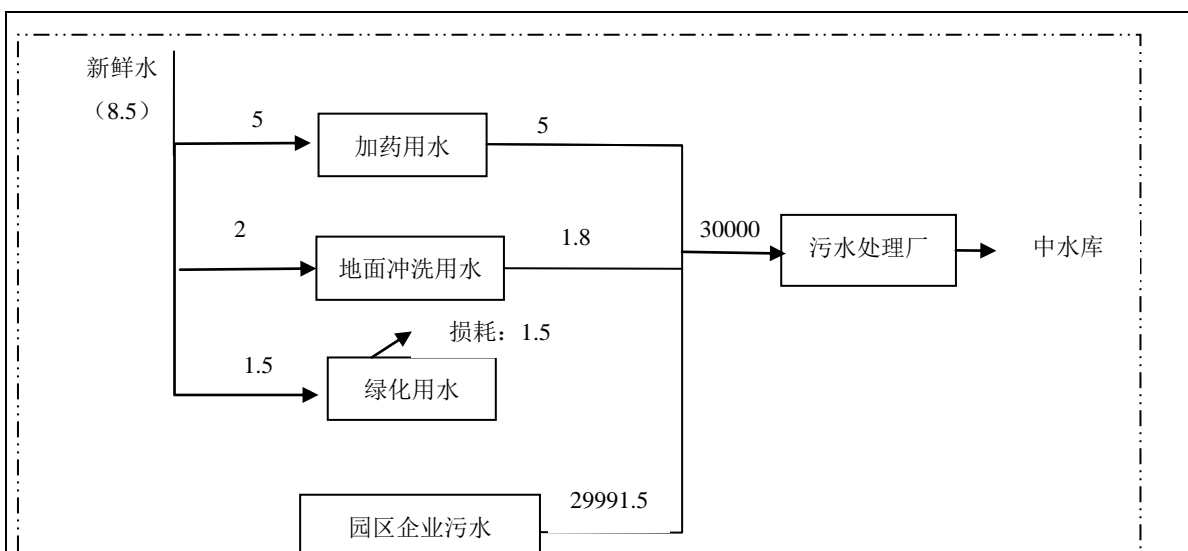 新鲜水
（8.5）
5
加药用水
5
2
地面冲洗用水
1.8
30000
污水处理厂
中水库
损耗：1.5
1.5
绿化用水
29991.5
园区企业污水